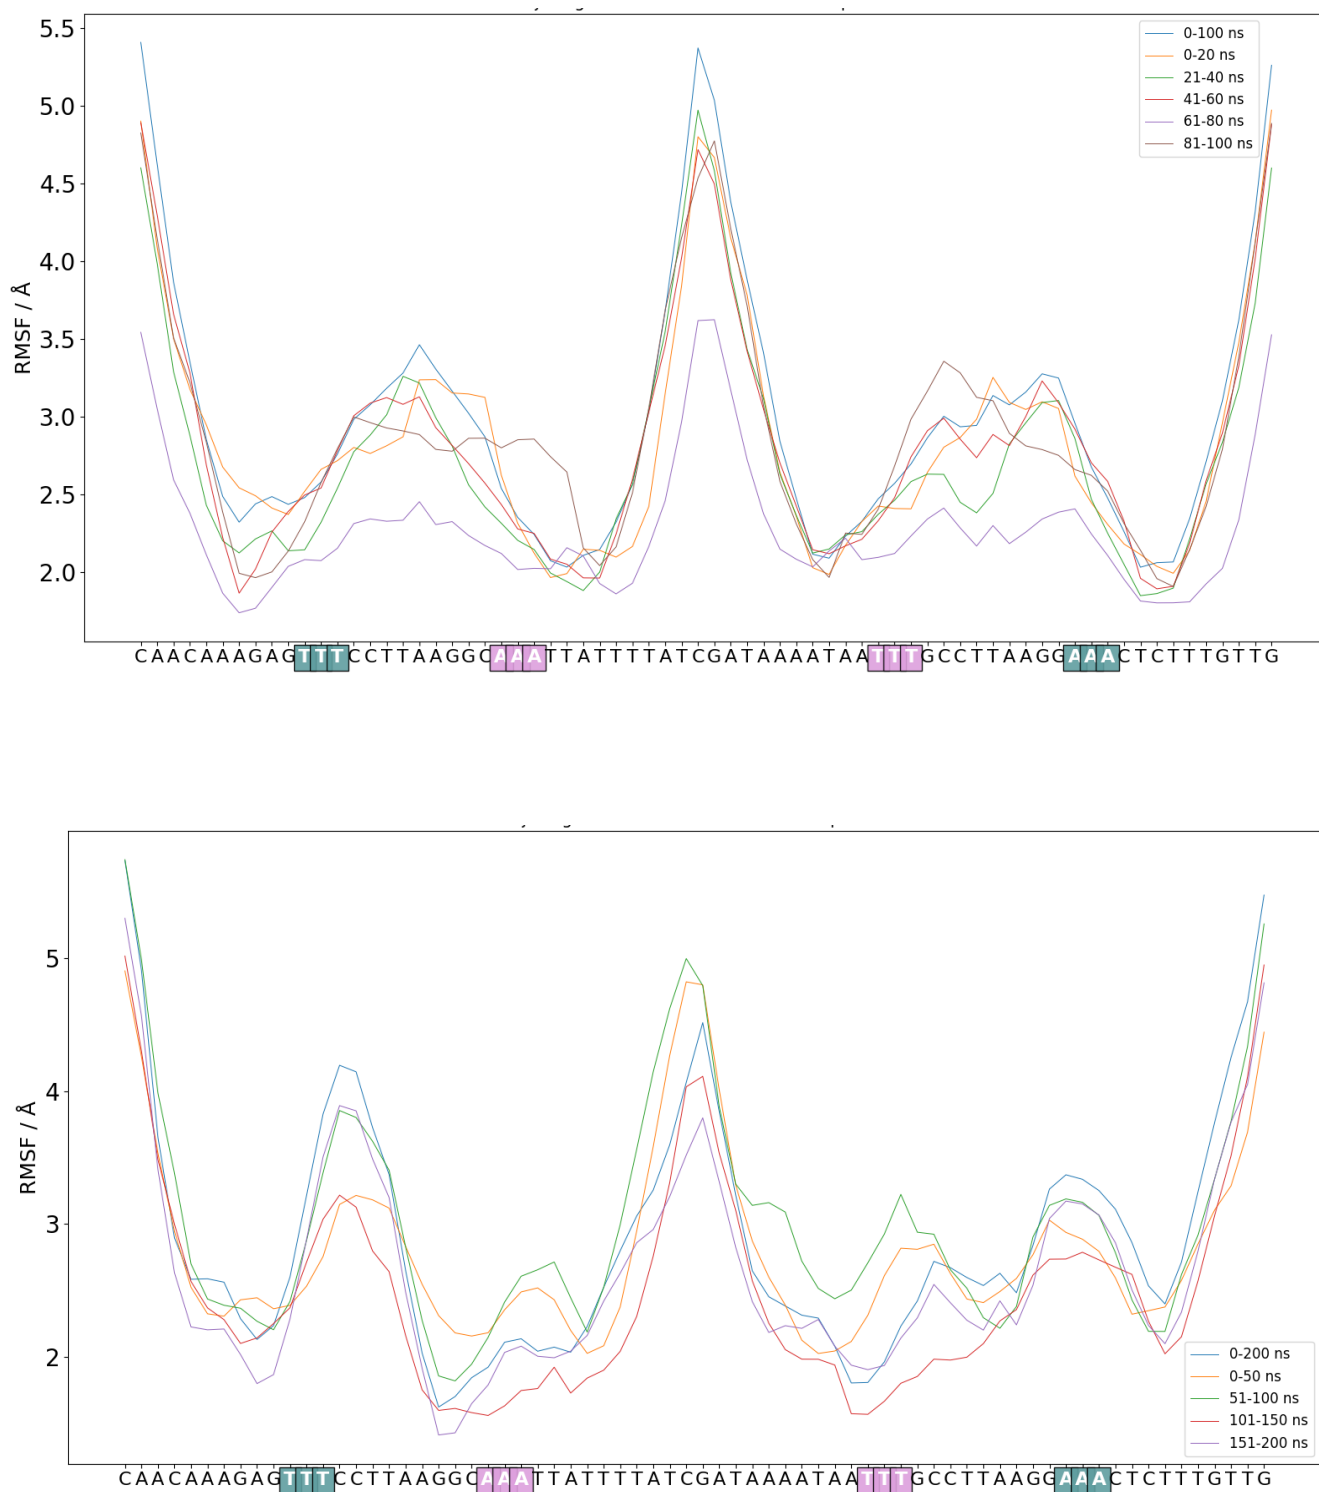 5.5
5.0
4.5
4.0
3.5
3.0
2.5
2.0
RMSF / Å
0-100 ns
0-20 ns
21-40 ns
41-60 ns
61-80 ns
81-100 ns
CAACAAAGAGTTTCCTTAAGGCAAATTATTTTATCGATAAAATAATTTGCCTTAAGGAAACTCTTTGTTG
5
4
3
2
RMSF / Å
0-200 ns
0-50 ns
51-100 ns
101-150 ns
151-200 ns
CAACAAAGAGTTTCCTTAAGGCAAATTATTTTATCGATAAAATAATTTGCCTTAAGGAAACTCTTTGTTG